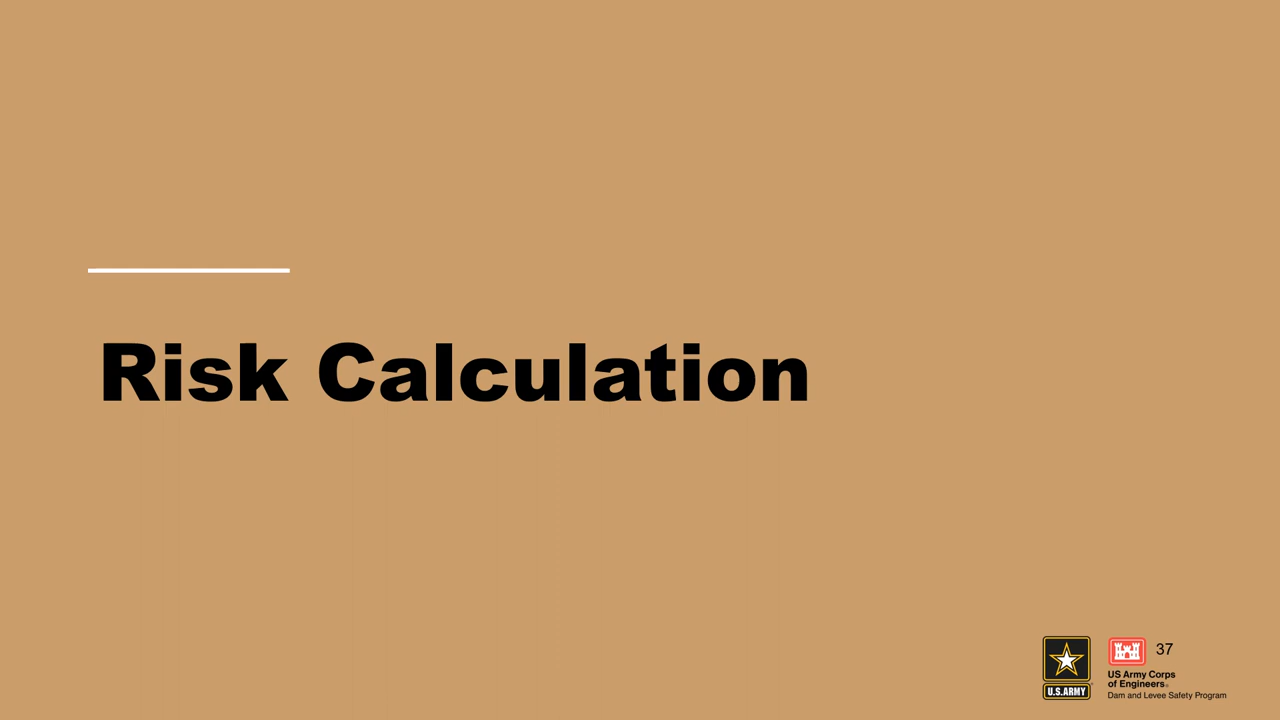 Risk Calculation
37
U.S.ARMY
US Army Corps
of Engineers®
Dam and Levee Safety Program